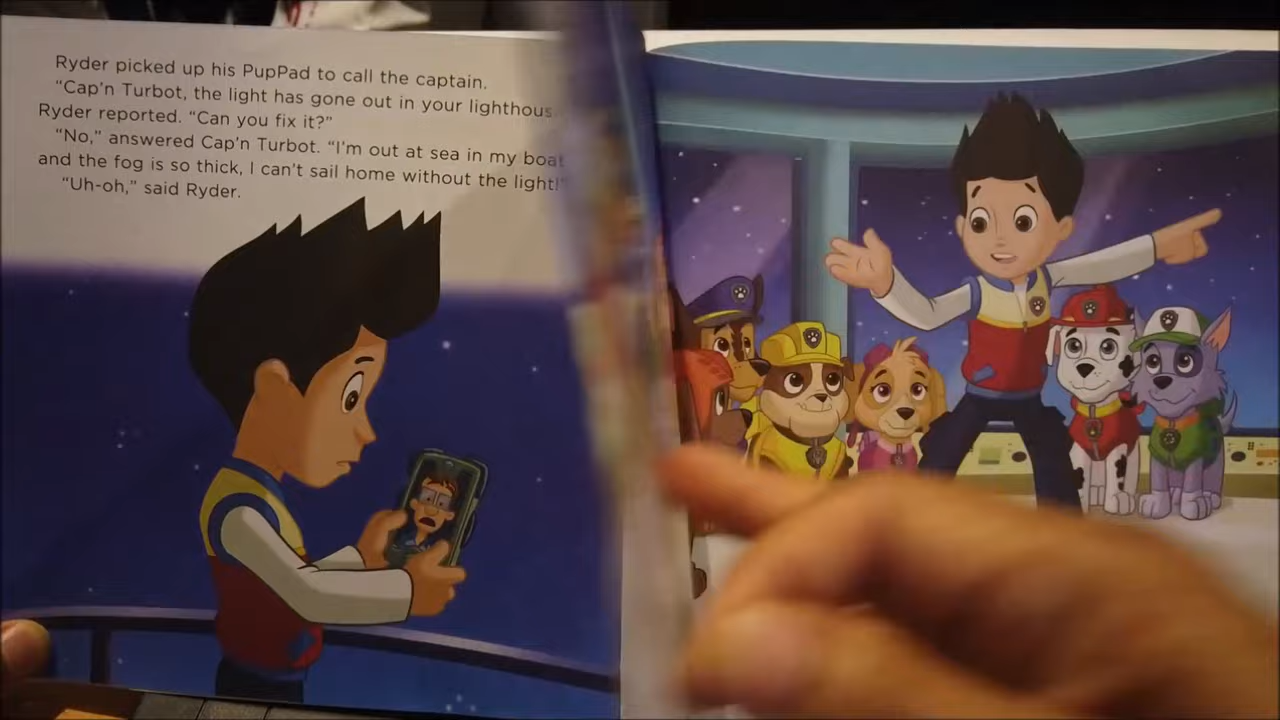 Ryder picked up his PupPad to call the captain.
"Cap'n Turbot, the light has gone out in your lighthous
Ryder reported. "Can you fix it?"
"No," answered Cap'n Turbot. "I'm out at sea in my boat
and the fog is so thick, I can't sail home without the light!"
"Uh-oh," said Ryder.